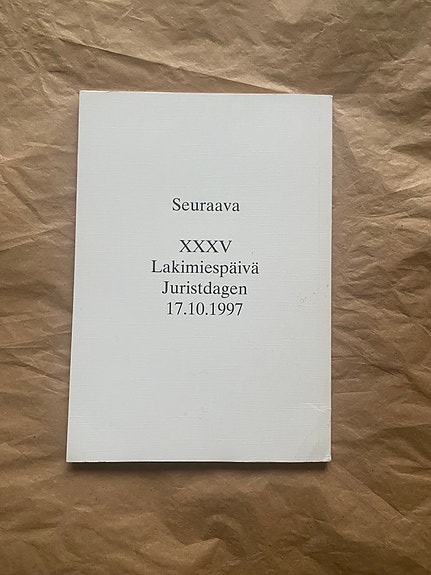 Seuraava
XXXV
Lakimiespäivä
Juristdagen
17.10.1997